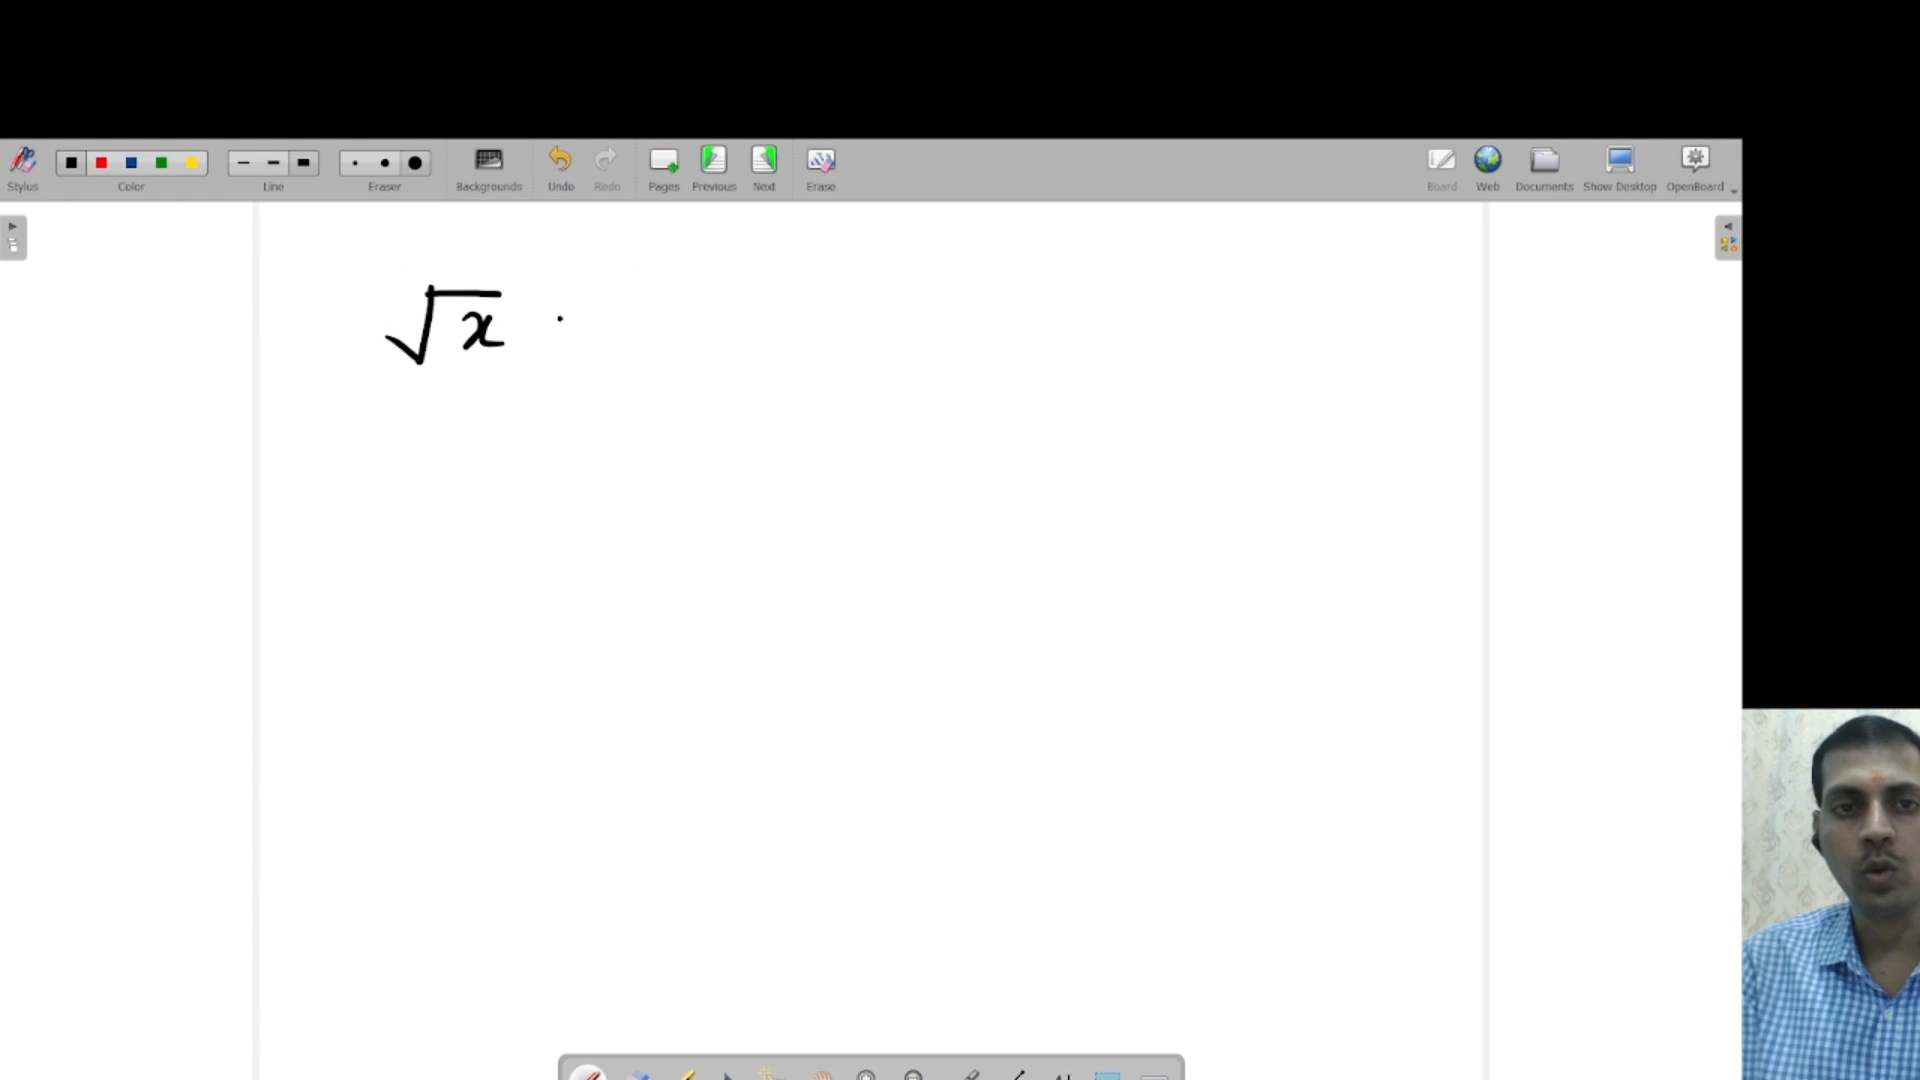 Stylus Color Line Eraser Backgrounds Undo Redo Pages Previous Next Erase Board Web Documents Show Desktop OpenBoard
√x .